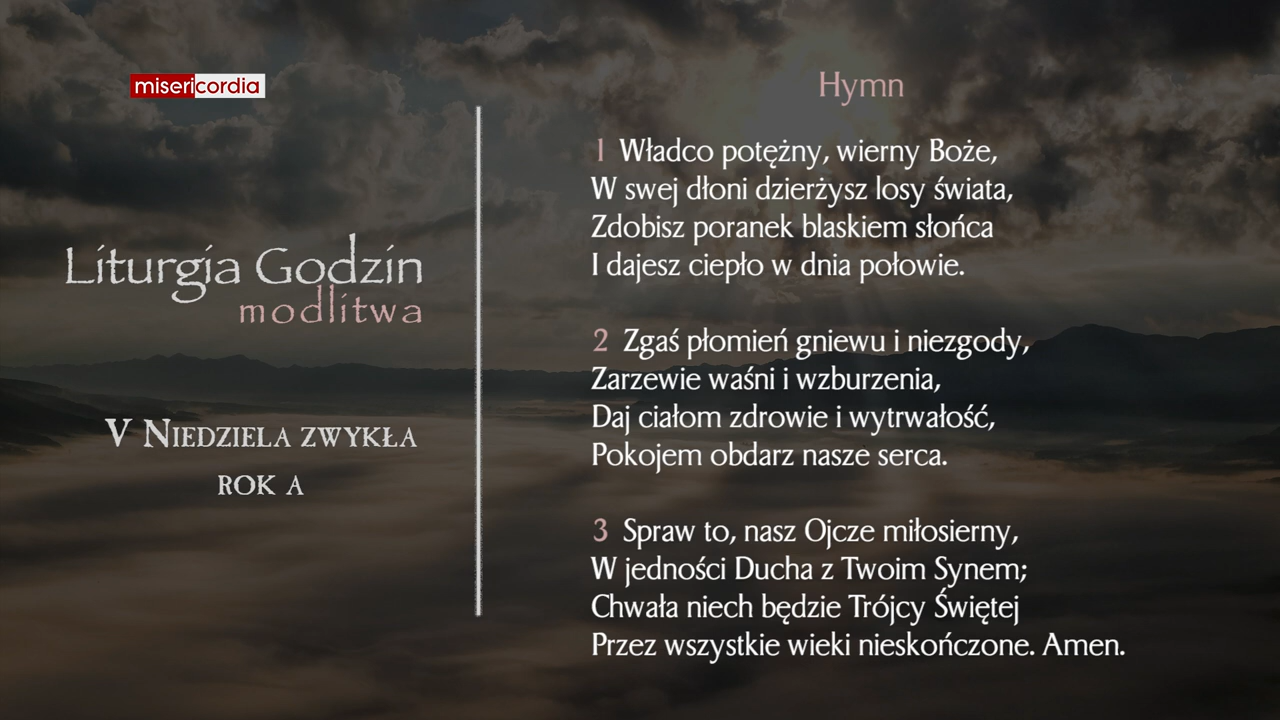 misericordia
Liturgia Godzin
modlitwa
V Niedziela zwykła
rok A
Hymn
1 Władco potężny, wierny Boże,
W swej dłoni dzierżysz losy świata,
Zdobisz poranek blaskiem słońca
I dajesz ciepło w dnia połowie.
2 Zgaś płomień gniewu i niezgody,
Zarzewie waśni i wzburzenia,
Daj ciałom zdrowie i wytrwałość,
Pokojem obdarz nasze serca.
3 Spraw to, nasz Ojcze miłosierny,
W jedności Ducha z Twoim Synem;
Chwała niech będzie Trójcy Świętej
Przez wszystkie wieki nieskończone. Amen.